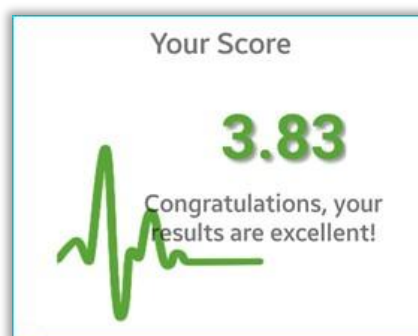 Your Score
3.83
Congratulations, your
results are excellent!